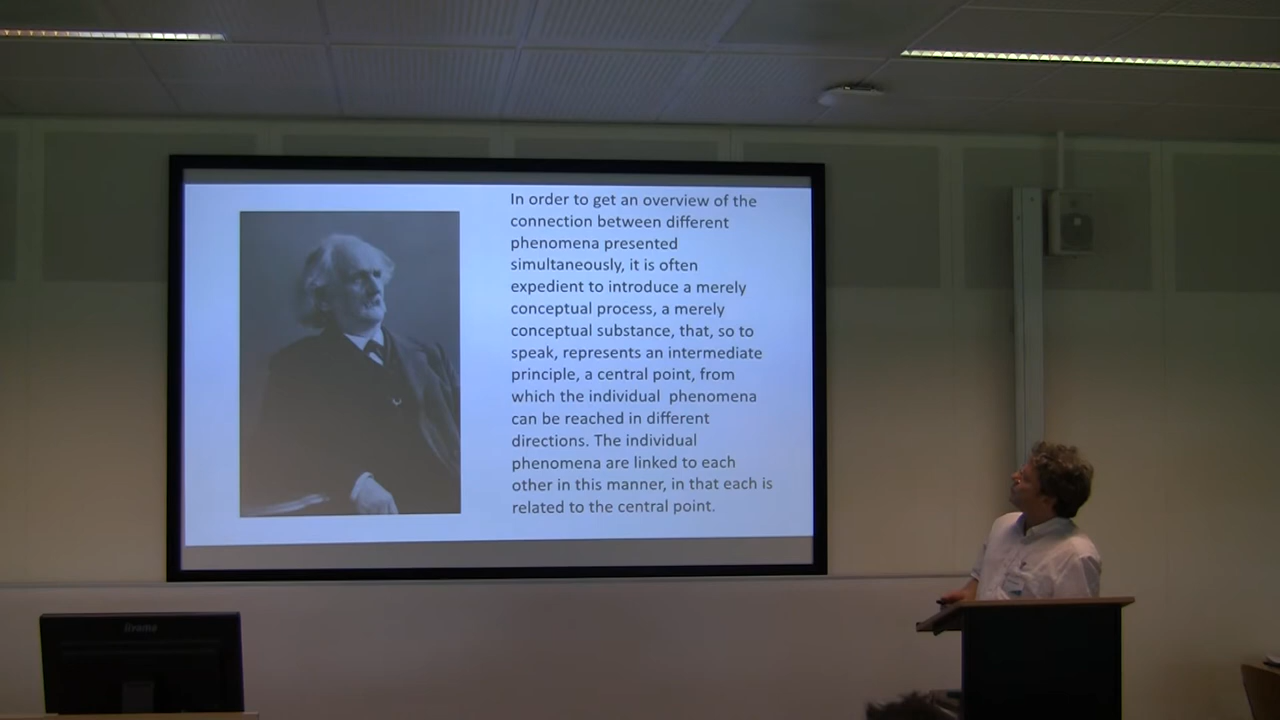 In order to get an overview of the
connection between different
phenomena presented
simultaneously, it is often
expedient to introduce a merely
conceptual process, a merely
conceptual substance, that, so to
speak, represents an intermediate
principle, a central point, from
which the individual phenomena
can be reached in different
directions. The individual
phenomena are linked to each
other in this manner, in that each is
related to the central point.
iiyama